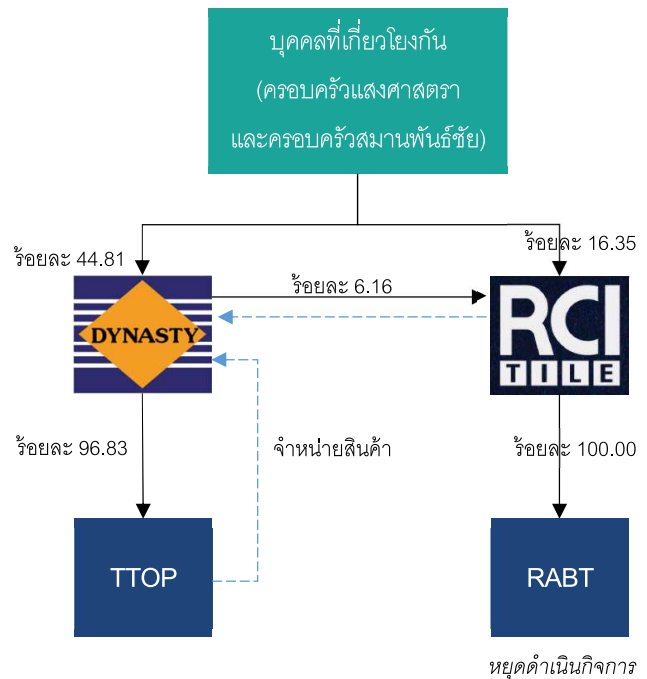 บุคคลที่เกี่ยวโยงกัน
(ครอบครัวแสงศาสตรา
และครอบครัวสมานพันธ์ชัย)
ร้อยละ 44.81
ร้อยละ 16.35
ร้อยละ 6.16
DYNASTY
RCI
TILE
ร้อยละ 96.83
จำหน่ายสินค้า
ร้อยละ 100.00
TTOP
RABT
หยุดดำเนินกิจการ